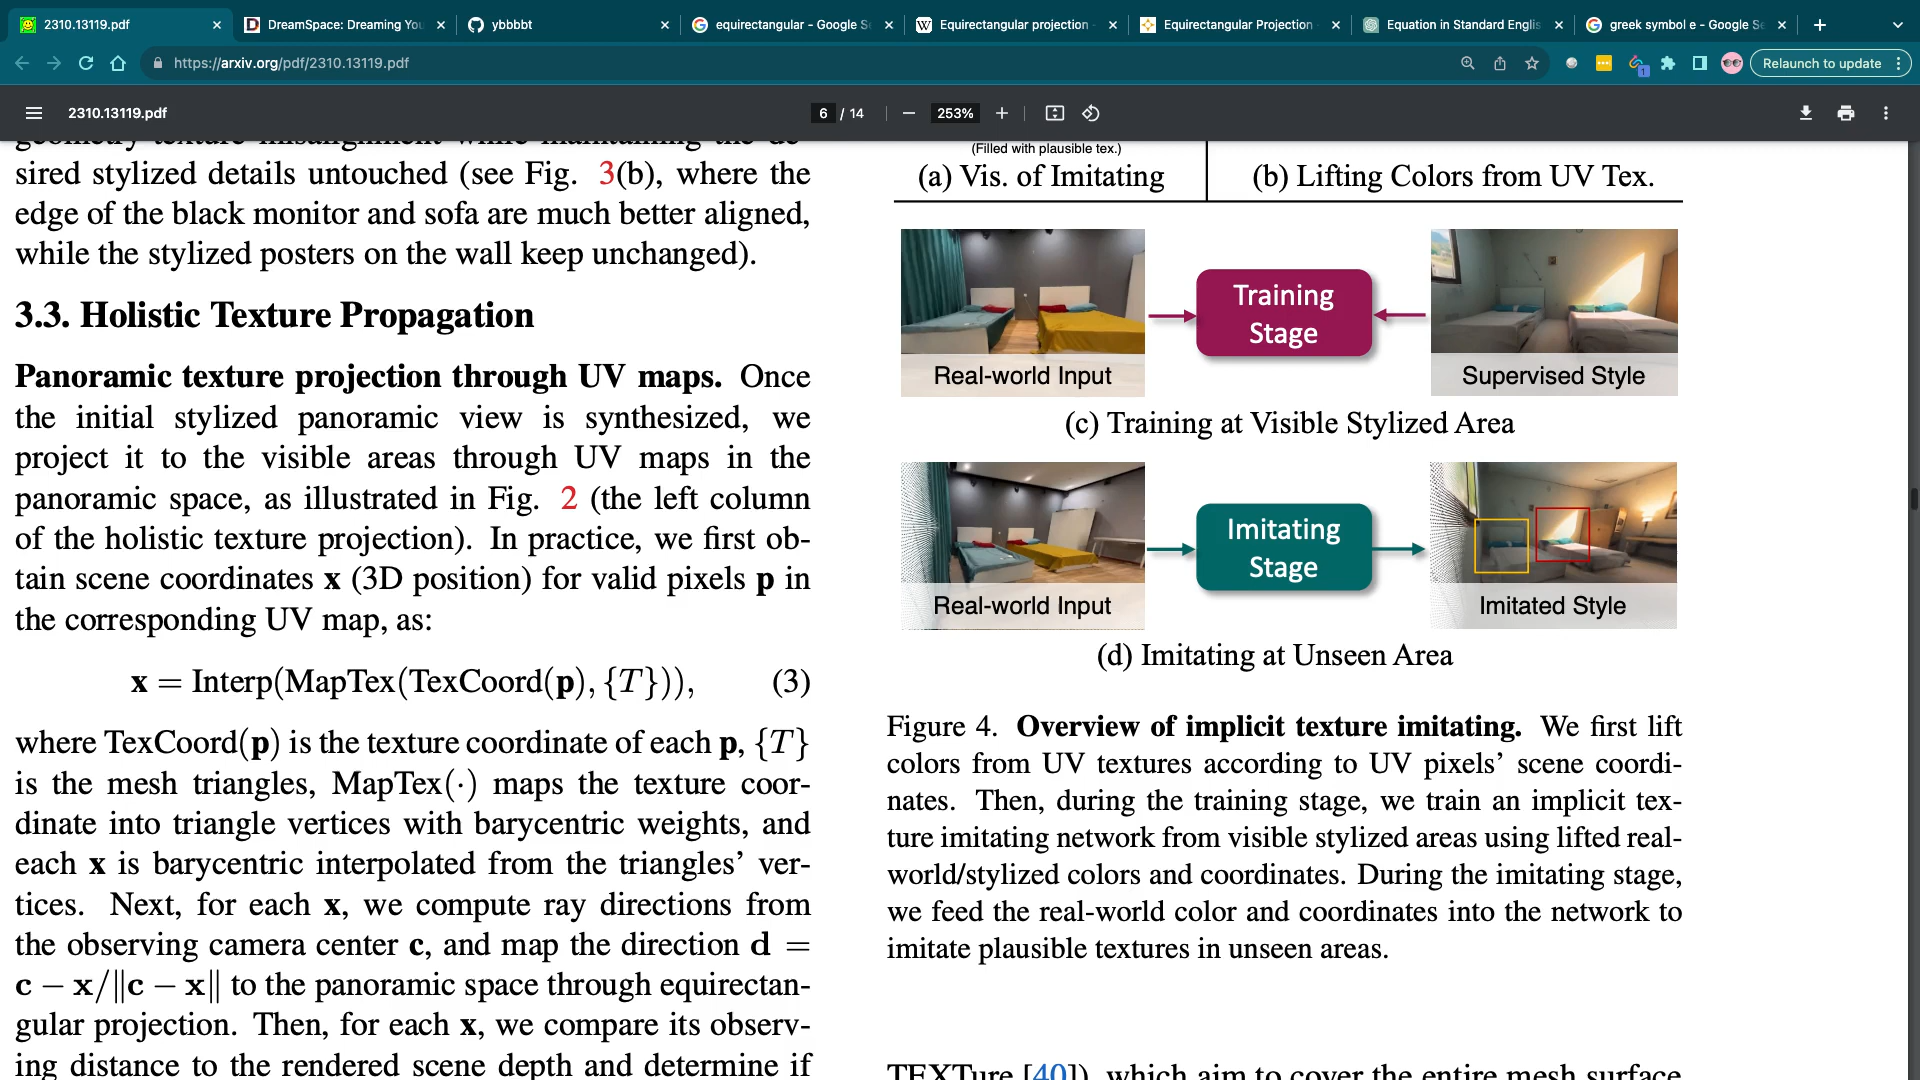 2310.13119.pdf
DreamSpace: Dreaming You
ybbbbt
equirectangular - Google Se
Equirectangular projection -
Equirectangular Projection
Equation in Standard Englis
greek symbol e - Google Se
https://arxiv.org/pdf/2310.13119.pdf
1
Relaunch to update
2310.13119.pdf
6 / 14
253%
geometry-texture misalignment while maintaining the de-
sired stylized details untouched (see Fig. 3(b), where the
edge of the black monitor and sofa are much better aligned,
while the stylized posters on the wall keep unchanged).
3.3. Holistic Texture Propagation
Panoramic texture projection through UV maps. Once
the initial stylized panoramic view is synthesized, we
project it to the visible areas through UV maps in the
panoramic space, as illustrated in Fig. 2 (the left column
of the holistic texture projection). In practice, we first ob-
tain scene coordinates x (3D position) for valid pixels p in
the corresponding UV map, as:
x = Interp(MapTex(TexCoord(p), {T})), (3)
where TexCoord(p) is the texture coordinate of each p, {T}
is the mesh triangles, MapTex(·) maps the texture coor-
dinate into triangle vertices with barycentric weights, and
each x is barycentric interpolated from the triangles’ ver-
tices. Next, for each x, we compute ray directions from
the observing camera center c, and map the direction d =
c − x/‖c − x‖ to the panoramic space through equirectan-
gular projection. Then, for each x, we compare its observ-
ing distance to the rendered scene depth and determine if
(Filled with plausible tex.)
(a) Vis. of Imitating
(b) Lifting Colors from UV Tex.
Real-world Input
Training
Stage
Supervised Style
(c) Training at Visible Stylized Area
Real-world Input
Imitating
Stage
Imitated Style
(d) Imitating at Unseen Area
Figure 4. Overview of implicit texture imitating. We first lift
colors from UV textures according to UV pixels’ scene coordi-
nates. Then, during the training stage, we train an implicit tex-
ture imitating network from visible stylized areas using lifted real-
world/stylized colors and coordinates. During the imitating stage,
we feed the real-world color and coordinates into the network to
imitate plausible textures in unseen areas.
TEXTure [40]), which aim to cover the entire mesh surface